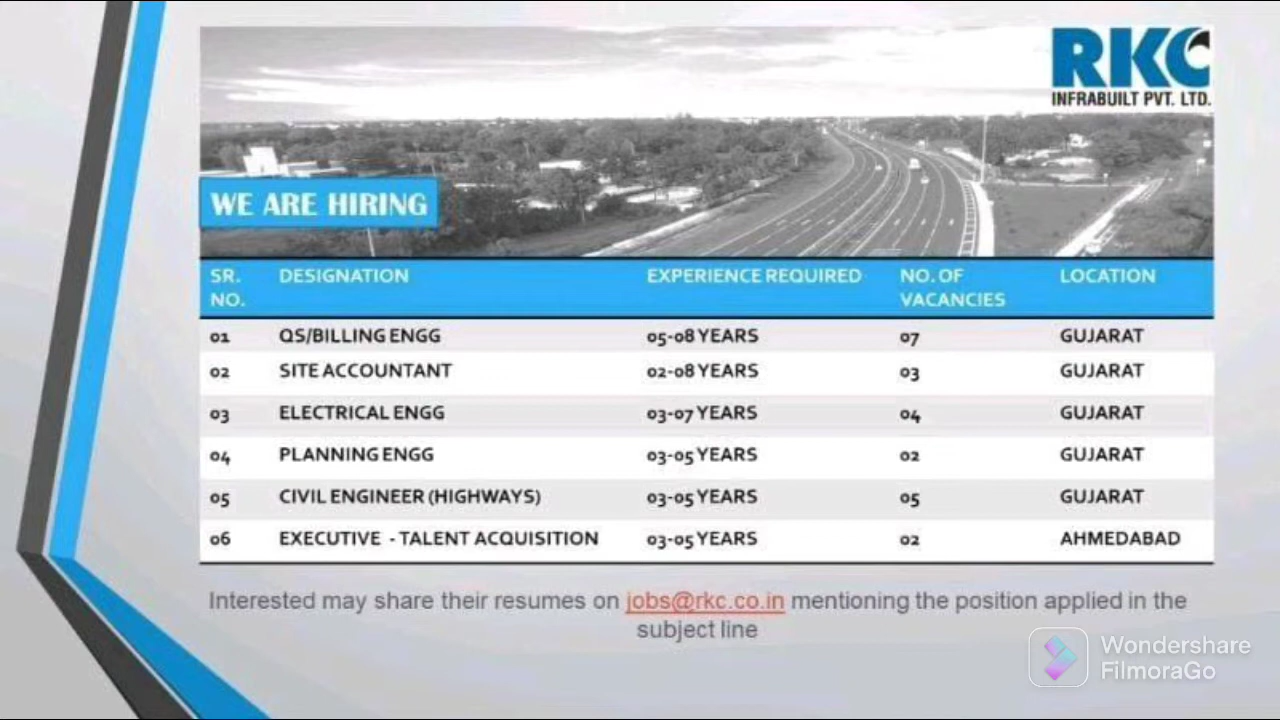 RKC
INFRABUILT PVT. LTD.
WE ARE HIRING
SR. NO. DESIGNATION EXPERIENCE REQUIRED NO. OF VACANCIES LOCATION
01 QS/BILLING ENGG 05-08 YEARS 07 GUJARAT
02 SITE ACCOUNTANT 02-08 YEARS 03 GUJARAT
03 ELECTRICAL ENGG 03-07 YEARS 04 GUJARAT
04 PLANNING ENGG 03-05 YEARS 02 GUJARAT
05 CIVIL ENGINEER (HIGHWAYS) 03-05 YEARS 05 GUJARAT
06 EXECUTIVE - TALENT ACQUISITION 03-05 YEARS 02 AHMEDABAD
Interested may share their resumes on jobs@rkc.co.in mentioning the position applied in the
subject line
Wondershare
FilmoraGo